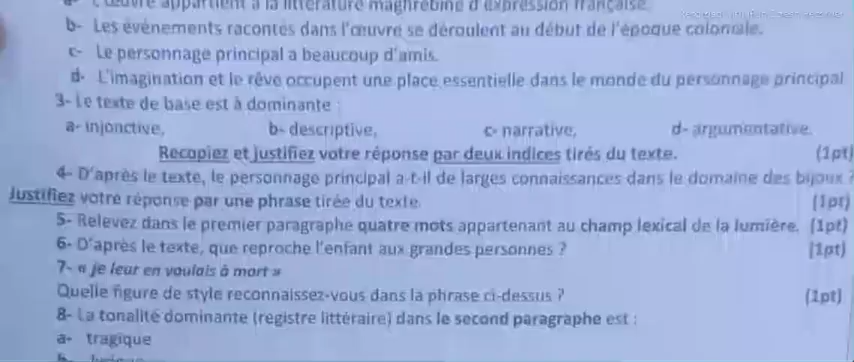 a- L'œuvre appartient à la littérature maghrébine d'expression française.
b- Les évènements racontés dans l'œuvre se déroulent au début de l'époque coloniale.
c- Le personnage principal a beaucoup d'amis.
d- L'imagination et le rêve occupent une place essentielle dans le monde du personnage principal
3- Le texte de base est à dominante :
a- injonctive, b- descriptive, c- narrative, d- argumentative.
Recopiez et justifiez votre réponse par deux indices tirés du texte. (1pt)
4- D'après le texte, le personnage principal a-t-il de larges connaissances dans le domaine des bijoux ?
Justifiez votre réponse par une phrase tirée du texte. (1pt)
5- Relevez dans le premier paragraphe quatre mots appartenant au champ lexical de la lumière. (1pt)
6- D'après le texte, que reproche l'enfant aux grandes personnes ? (1pt)
7- « je leur en voulais à mort »
Quelle figure de style reconnaissez-vous dans la phrase ci-dessus ? (1pt)
8- La tonalité dominante (registre littéraire) dans le second paragraphe est :
a- tragique